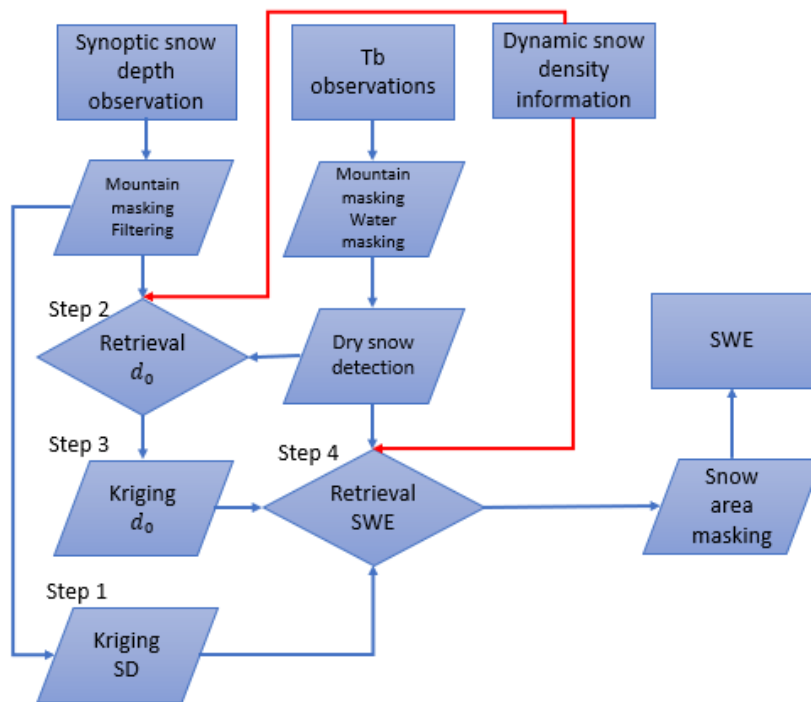 Synoptic snow
depth
observation
Tb
observations
Dynamic snow
density
information
Mountain
masking
Filtering
Mountain
masking
Water
masking
Step 2
Retrieval
d₀
Dry snow
detection
SWE
Step 3
Kriging
d₀
Step 4
Retrieval
SWE
Snow
area
masking
Step 1
Kriging
SD